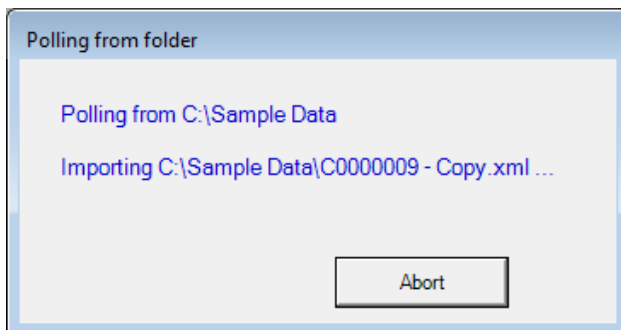 Polling from folder
Polling from C:\Sample Data
Importing C:\Sample Data\C0000009 - Copy.xml ...
Abort